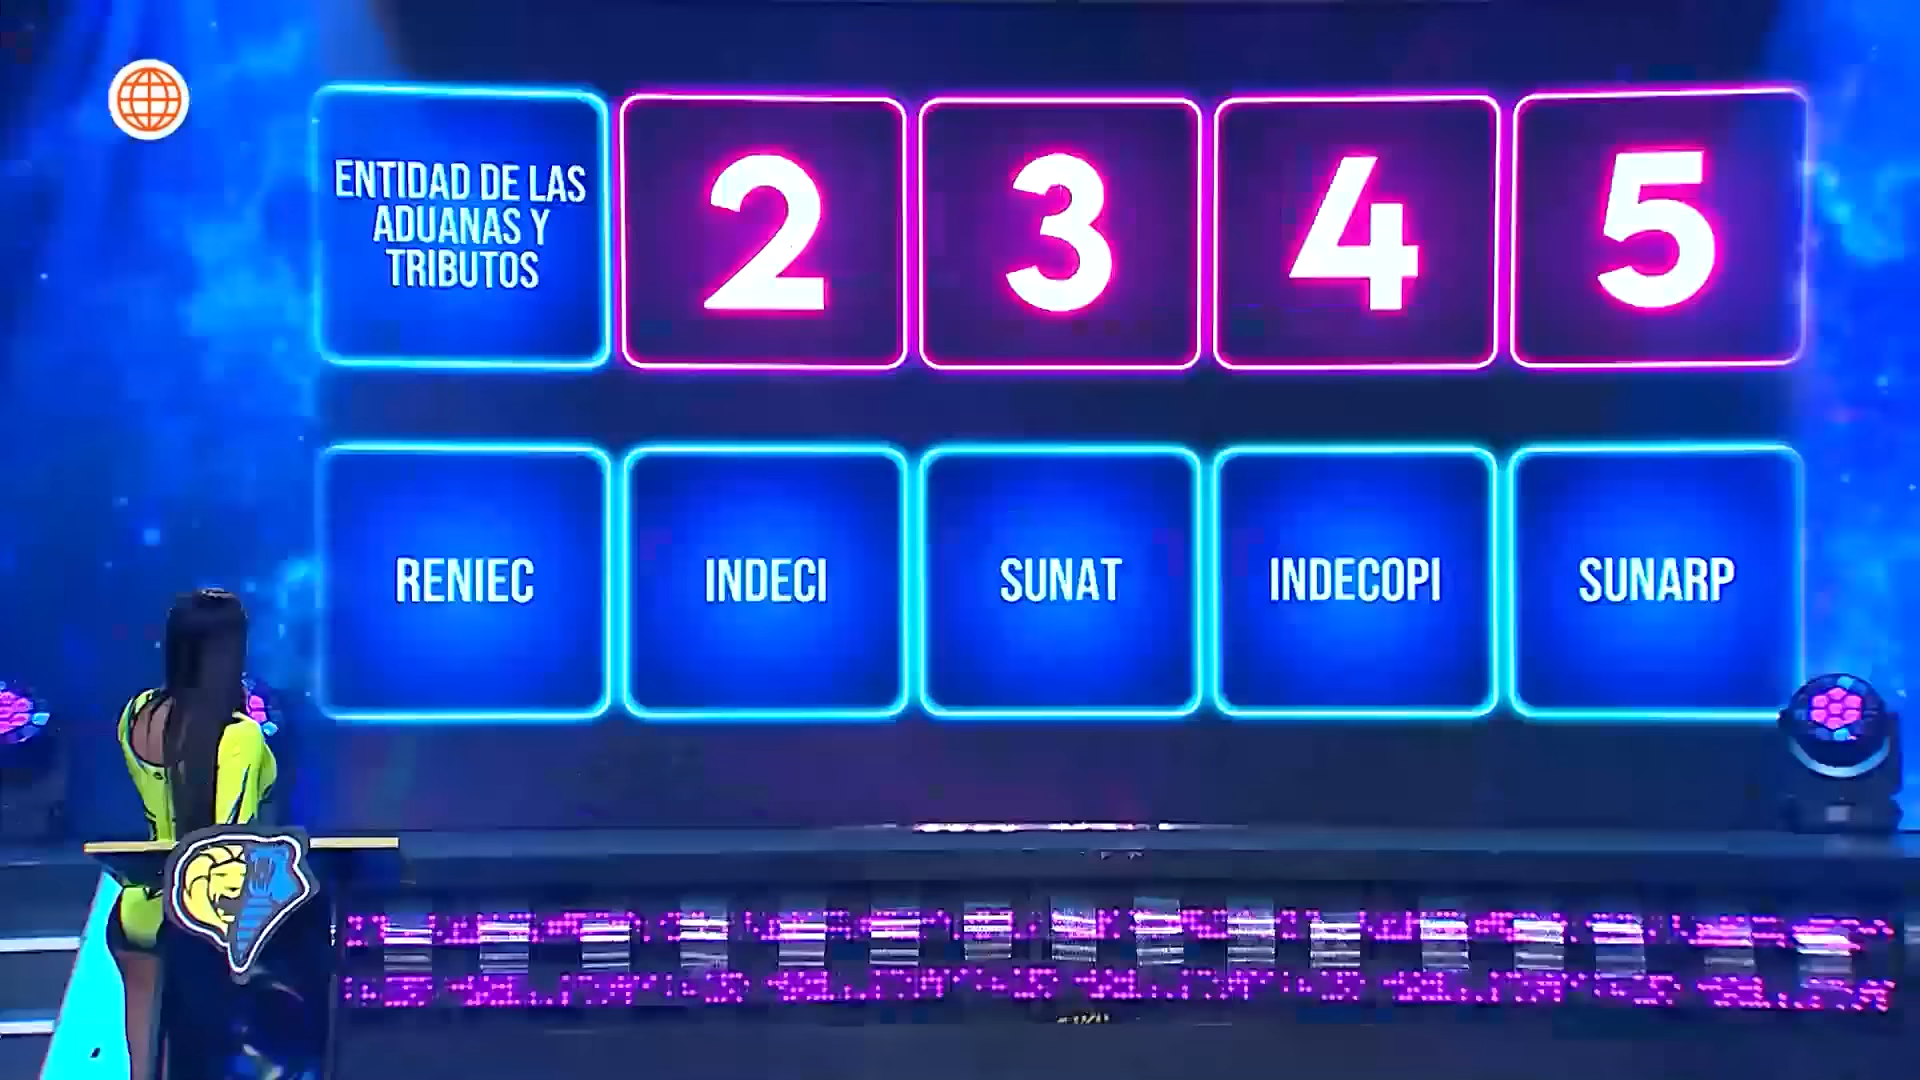 ENTIDAD DE LAS
ADUANAS Y
TRIBUTOS
2
3
4
5
RENIEC
INDECI
SUNAT
INDECOPI
SUNARP